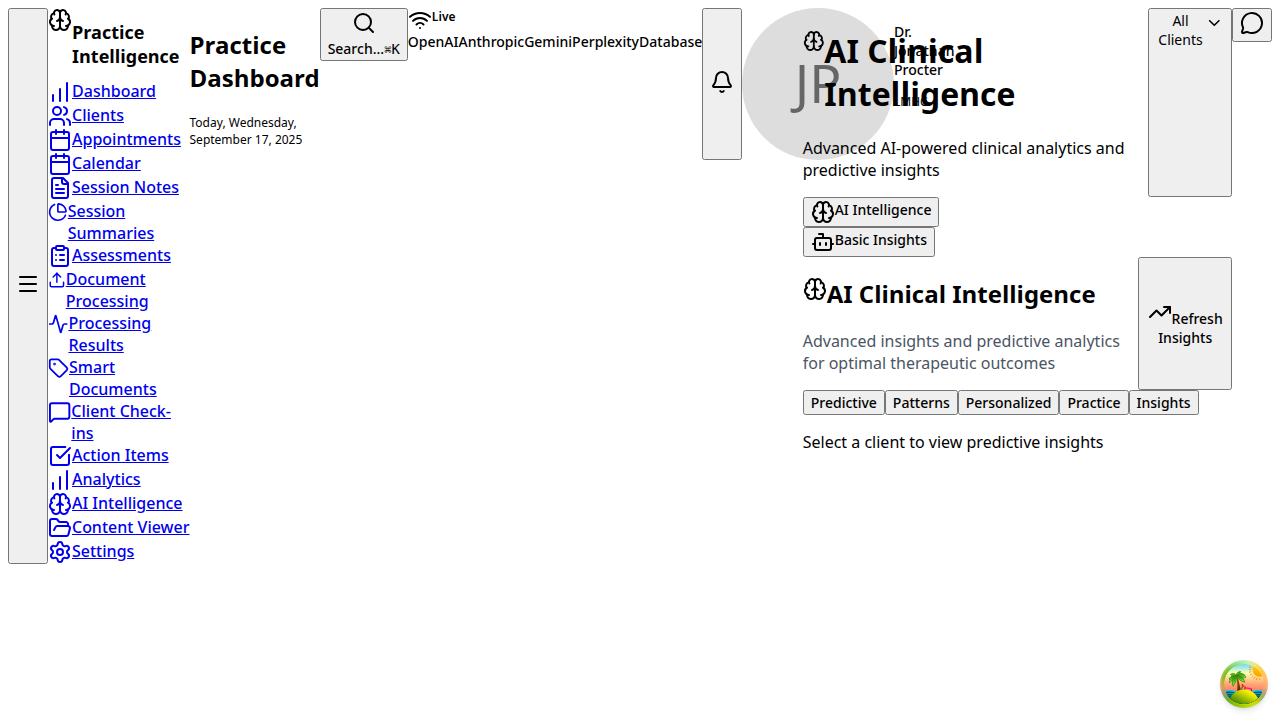 Practice
Intelligence
Dashboard
Clients
Appointments
Calendar
Session Notes
Session
Summaries
Assessments
Document
Processing
Processing
Results
Smart
Documents
Client Check-
ins
Action Items
Analytics
AI Intelligence
Content Viewer
Settings
Practice
Dashboard
Today, Wednesday,
September 17, 2025
Search...⌘K
Live
OpenAIAnthropicGeminiPerplexityDatabase
JP
Dr.
Jonathan
Procter
AI Clinical
Intelligence
Advanced AI-powered clinical analytics and
predictive insights
All
Clients
AI Intelligence
Basic Insights
AI Clinical Intelligence
Advanced insights and predictive analytics
for optimal therapeutic outcomes
Refresh
Insights
Predictive Patterns Personalized Practice Insights
Select a client to view predictive insights